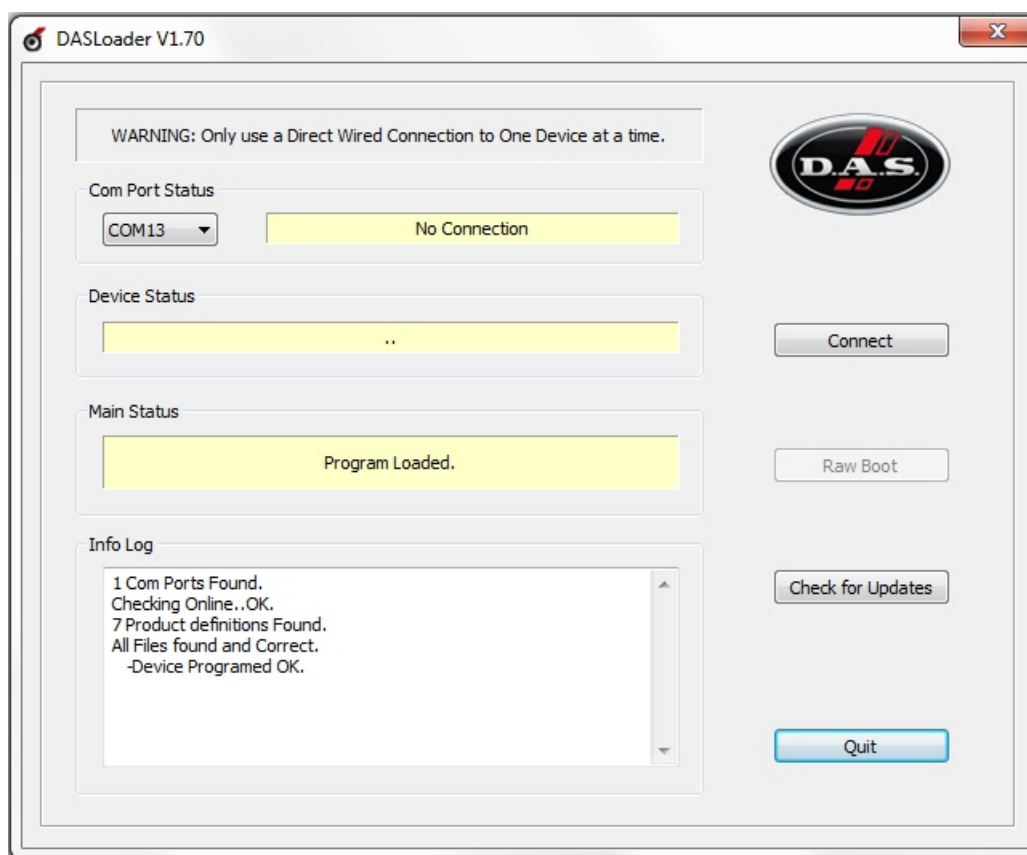 DASLoader V1.70
WARNING: Only use a Direct Wired Connection to One Device at a time.
D.A.S.
Com Port Status
COM13
No Connection
Device Status
..
Connect
Main Status
Program Loaded.
Raw Boot
Info Log
1 Com Ports Found.
Checking Online..OK.
7 Product definitions Found.
All Files found and Correct.
-Device Programed OK.
Check for Updates
Quit